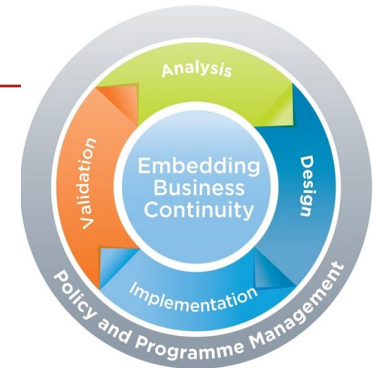 Analysis
Design
Implementation
Validation
Embedding
Business
Continuity
Policy and Programme Management